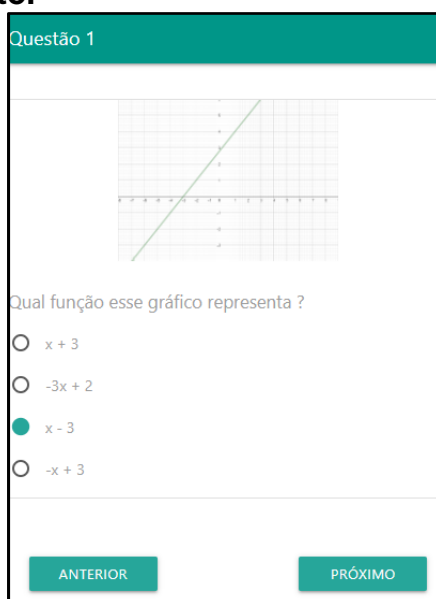 Questão 1
Qual função esse gráfico representa ?
x + 3
-3x + 2
x - 3
-x + 3
ANTERIOR
PRÓXIMO